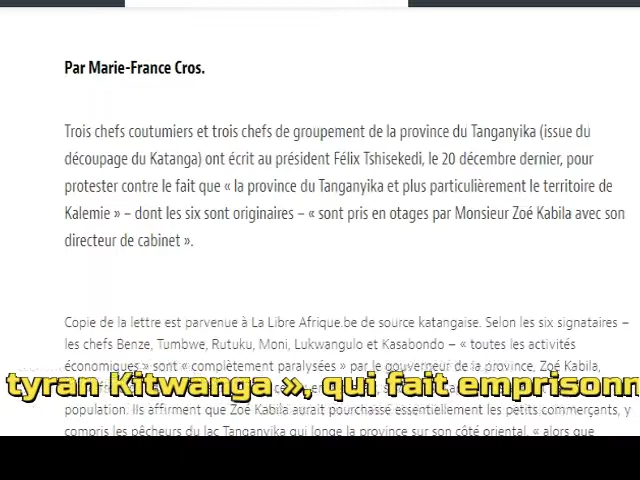 Par Marie-France Cros.
Trois chefs coutumiers et trois chefs de groupement de la province du Tanganyika (issue du
découpage du Katanga) ont écrit au président Félix Tshisekedi, le 20 décembre dernier, pour
protester contre le fait que « la province du Tanganyika et plus particulièrement le territoire de
Kalemie » – dont les six sont originaires – « sont pris en otages par Monsieur Zoé Kabila avec son
directeur de cabinet ».
Copie de la lettre est parvenue à La Libre Afrique.be de source katangaise. Selon les six signataires –
les chefs Benze, Tumbwe, Rutuku, Moni, Lukwangulo et Kasabondo – « toutes les activités
économiques » sont « complètement paralysées » par le gouverneur de la province, Zoé Kabila,
tyran Kitwanga », qui fait emprisonn
population. Ils affirment que Zoé Kabila aurait pourchassé essentiellement les petits commerçants, y
compris les pêcheurs du lac Tanganyika qui longe la province sur son côté oriental, « alors que